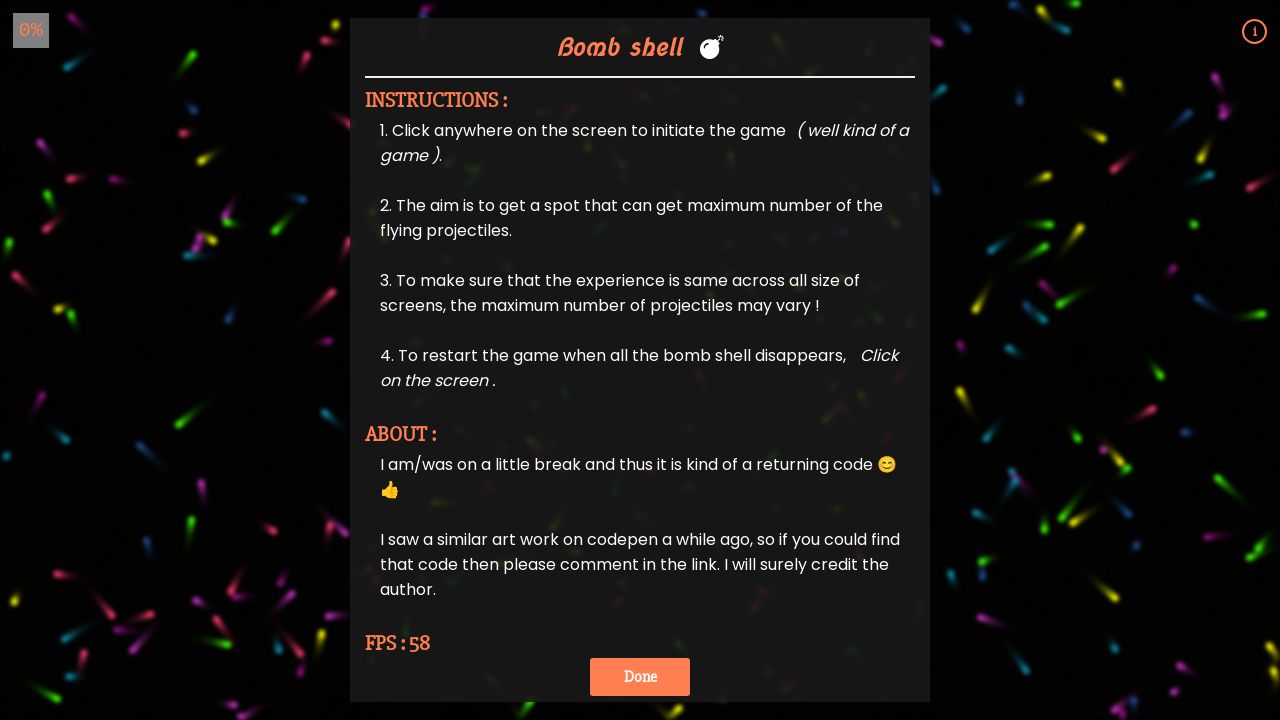 0%
i
Bomb shell 💣
INSTRUCTIONS :
1. Click anywhere on the screen to initiate the game ( well kind of a
game ).
2. The aim is to get a spot that can get maximum number of the
flying projectiles.
3. To make sure that the experience is same across all size of
screens, the maximum number of projectiles may vary !
4. To restart the game when all the bomb shell disappears, Click
on the screen .
ABOUT :
I am/was on a little break and thus it is kind of a returning code 😊
👍
I saw a similar art work on codepen a while ago, so if you could find
that code then please comment in the link. I will surely credit the
author.
FPS : 58
Done